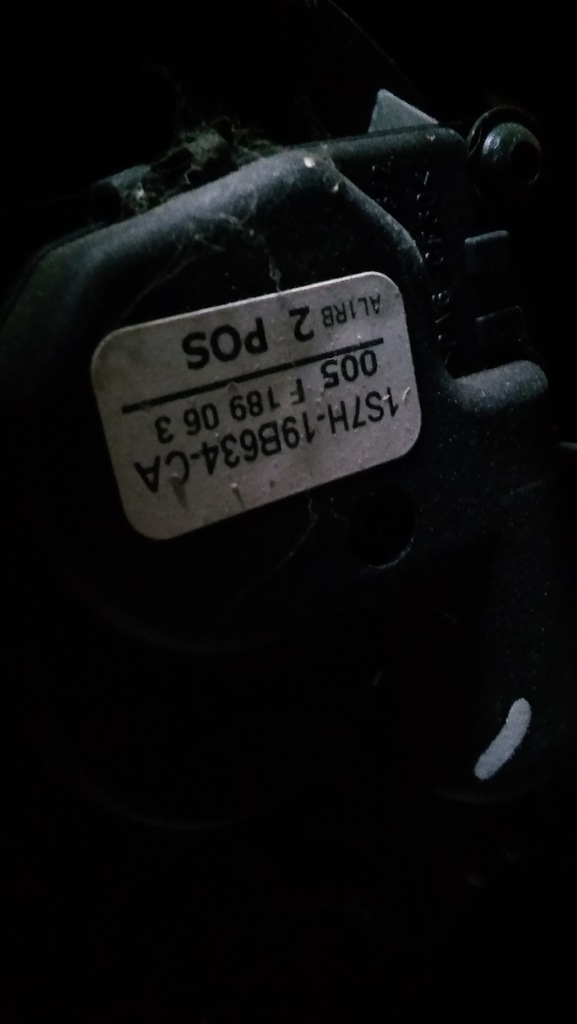 1S7H-19B634-CA
005 F 189 06 3
AL1RB 2 POS